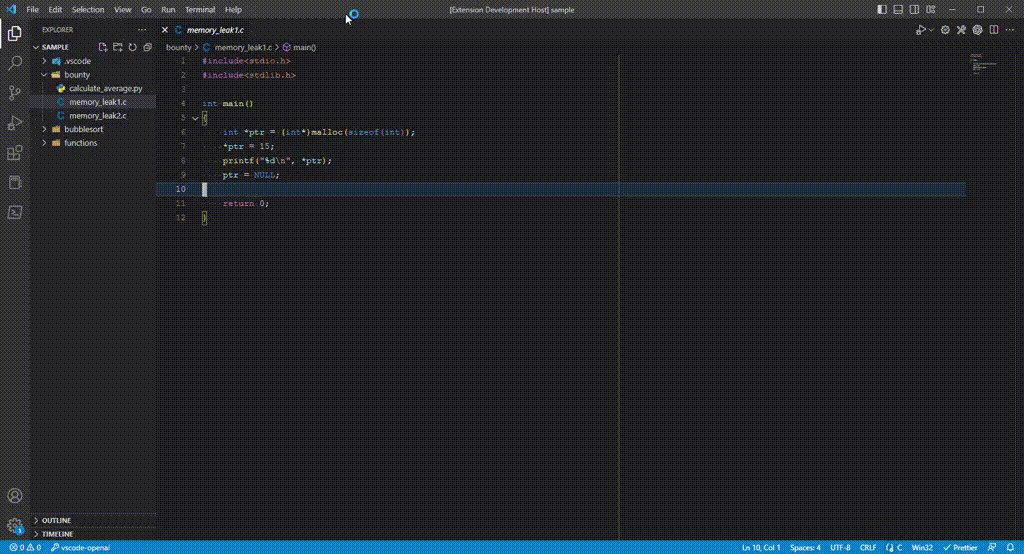 File Edit Selection View Go Run Terminal Help
[Extension Development Host] sample
EXPLORER
SAMPLE
.vscode
bounty
calculate_average.py
memory_leak1.c
memory_leak2.c
bubblesort
functions
OUTLINE
TIMELINE
memory_leak1.c
bounty > memory_leak1.c > main()
1 #include<stdio.h>
2 #include<stdlib.h>
3
4 int main()
5 {
6 int *ptr = (int*)malloc(sizeof(int));
7 *ptr = 15;
8 printf("%d\n", *ptr);
9 ptr = NULL;
10
11 return 0;
12 }
1
0 0 vscode-openai
Ln 10, Col 1 Spaces: 4 UTF-8 CRLF C Win32 Prettier